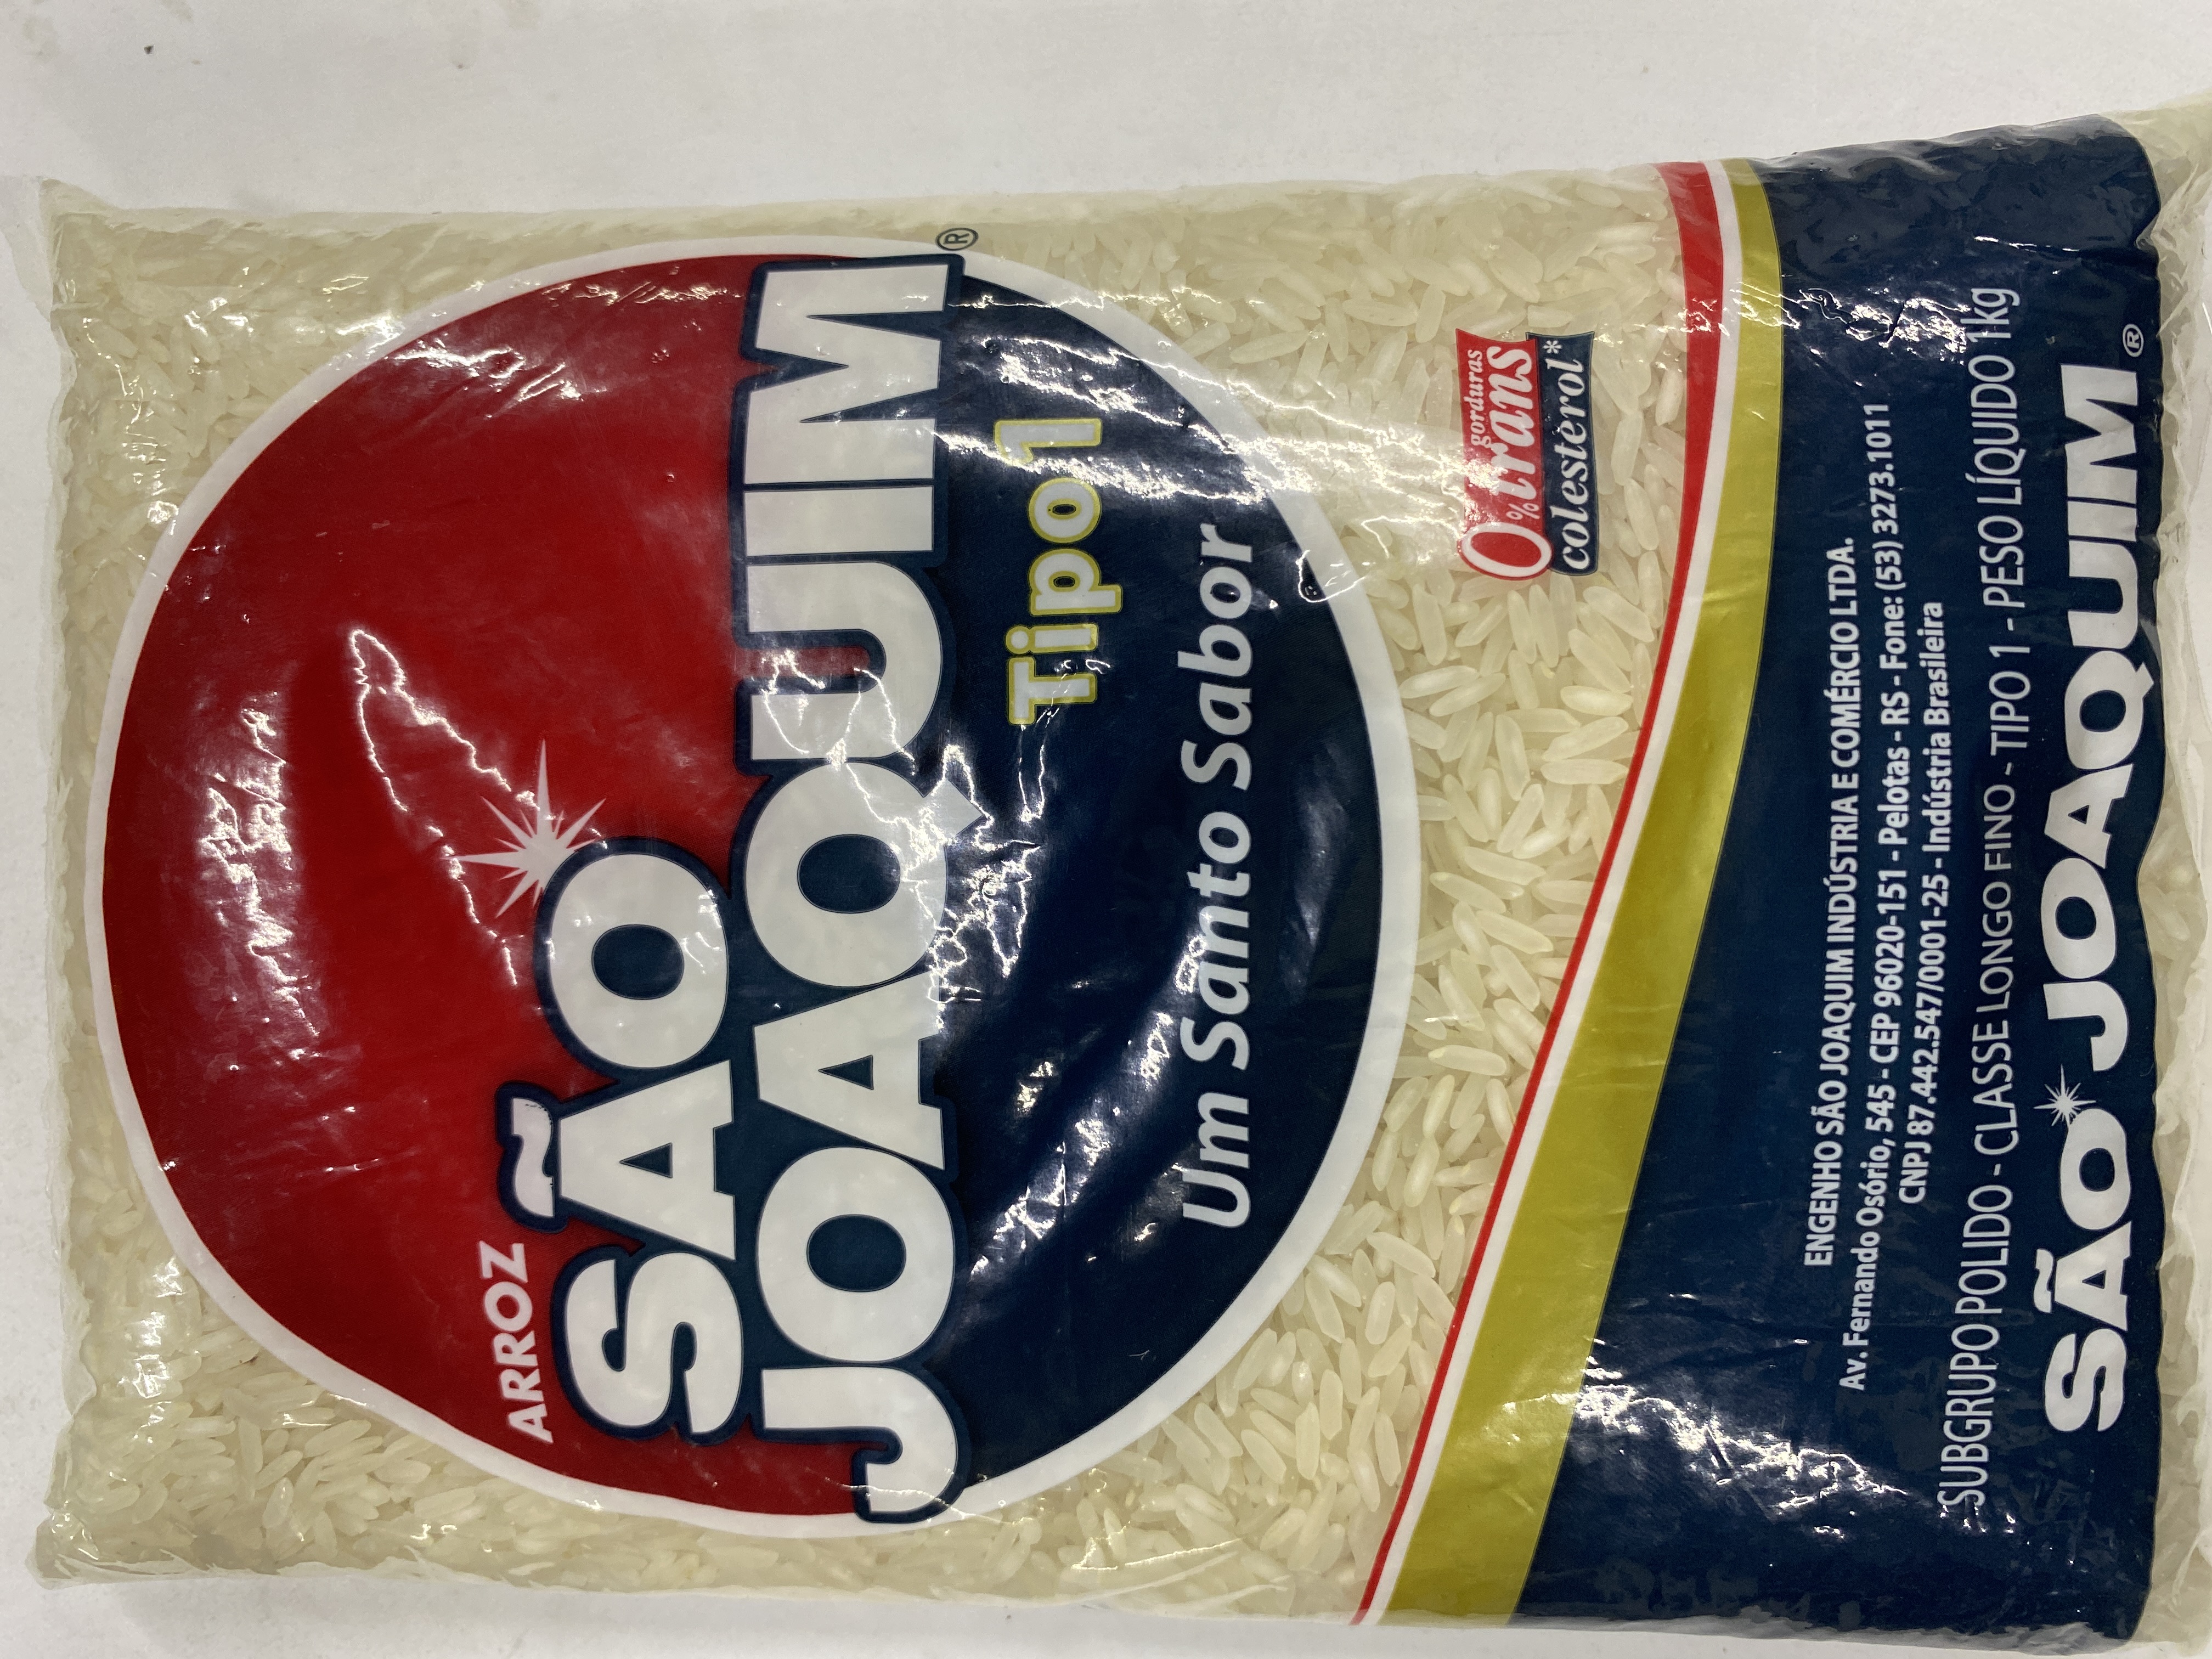 ARROZ
SÃO
JOAQUIM®
Tipo 1
Um Santo Sabor
0% gorduras
trans
colesterol*
ENGENHO SÃO JOAQUIM INDÚSTRIA E COMÉRCIO LTDA.
Av. Fernando Osório, 545 - CEP 96020-151 - Pelotas - RS - Fone: (53) 3273.1011
CNPJ 87.442.547/0001-25 - Indústria Brasileira
SUBGRUPO POLIDO - CLASSE LONGO FINO - TIPO 1 - PESO LÍQUIDO 1kg
SÃO JOAQUIM®